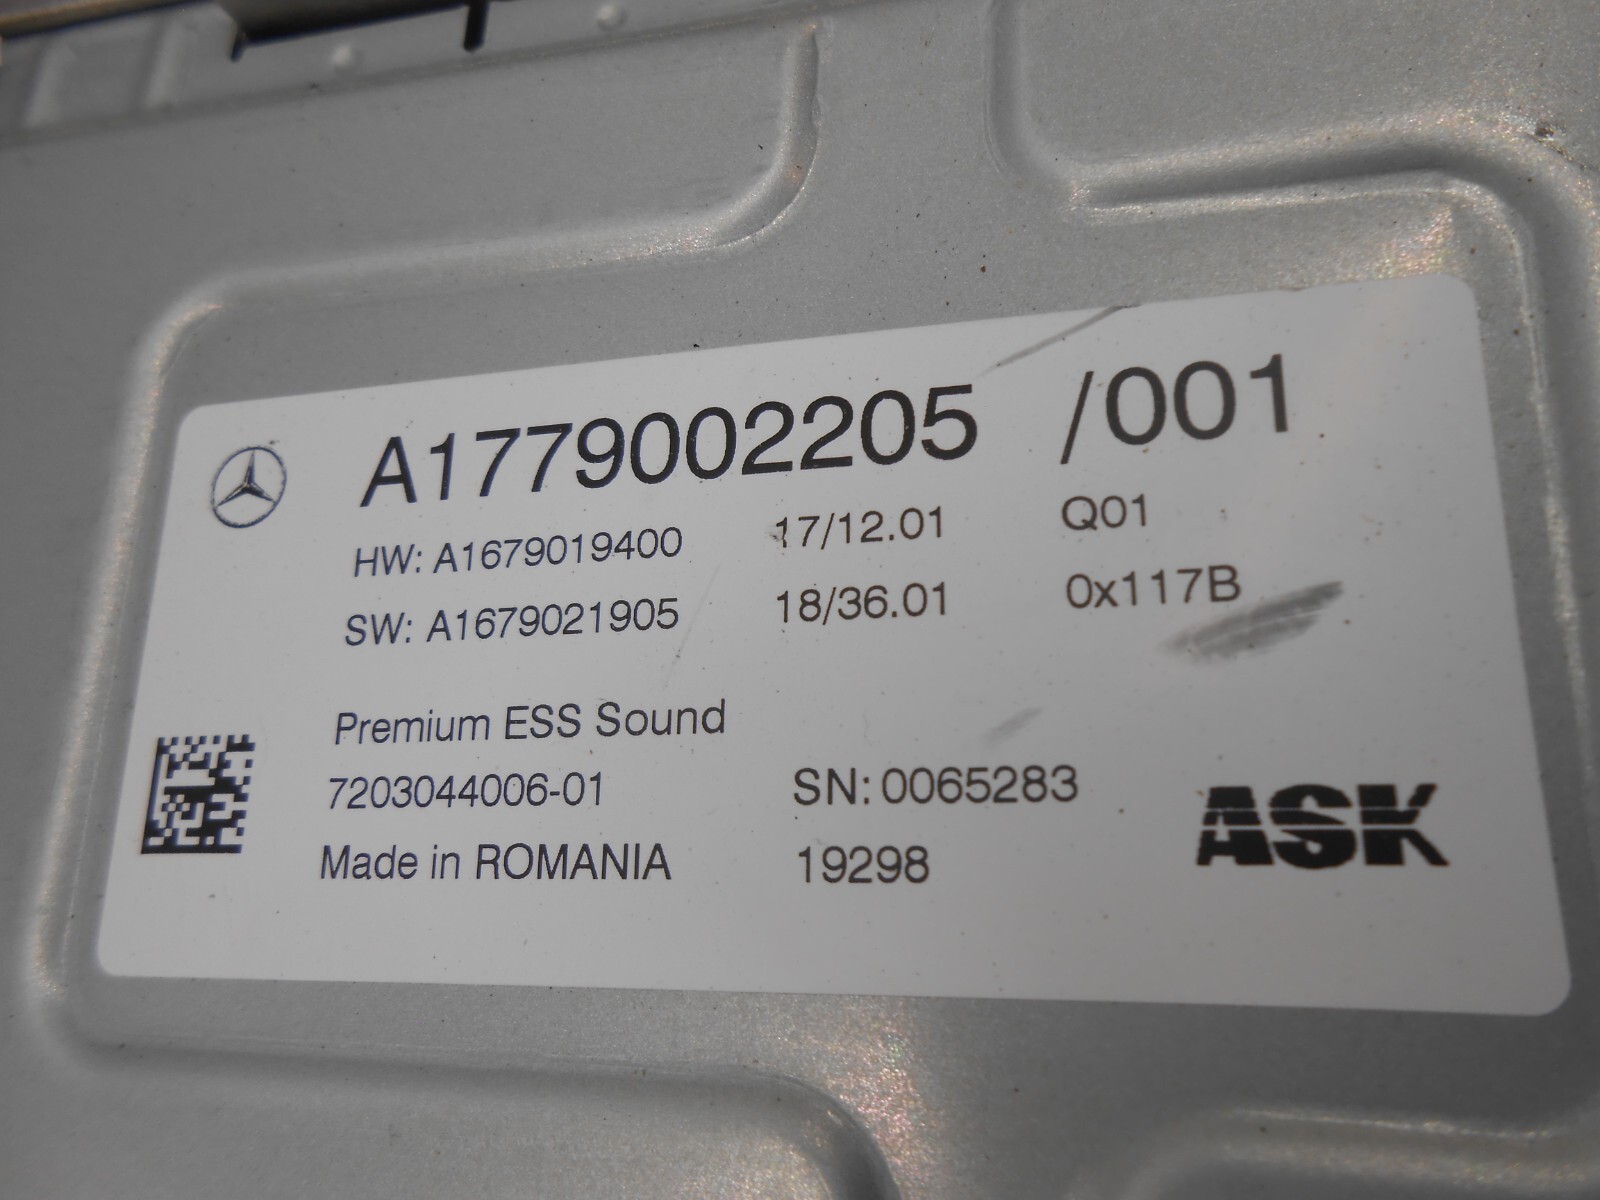 A1779002205 /001
HW: A1679019400 17/12.01 Q01
SW: A1679021905 18/36.01 0x117B
Premium ESS Sound
7203044006-01 SN: 0065283
Made in ROMANIA 19298
ASK